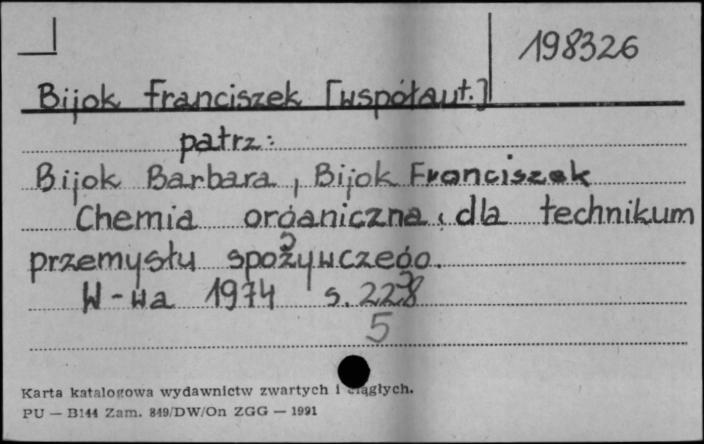 198326
Bijok Franciszek [współaut.]
patrz:
Bijok Barbara, Bijok Franciszek
Chemia organiczna: dla technikum
przemysłu spożywczego.
W-wa 1974 s. 228
5
Karta katalogowa wydawnictw zwartych i ciągłych.
PU — B144 Zam. 849/DW/On ZGG — 1991